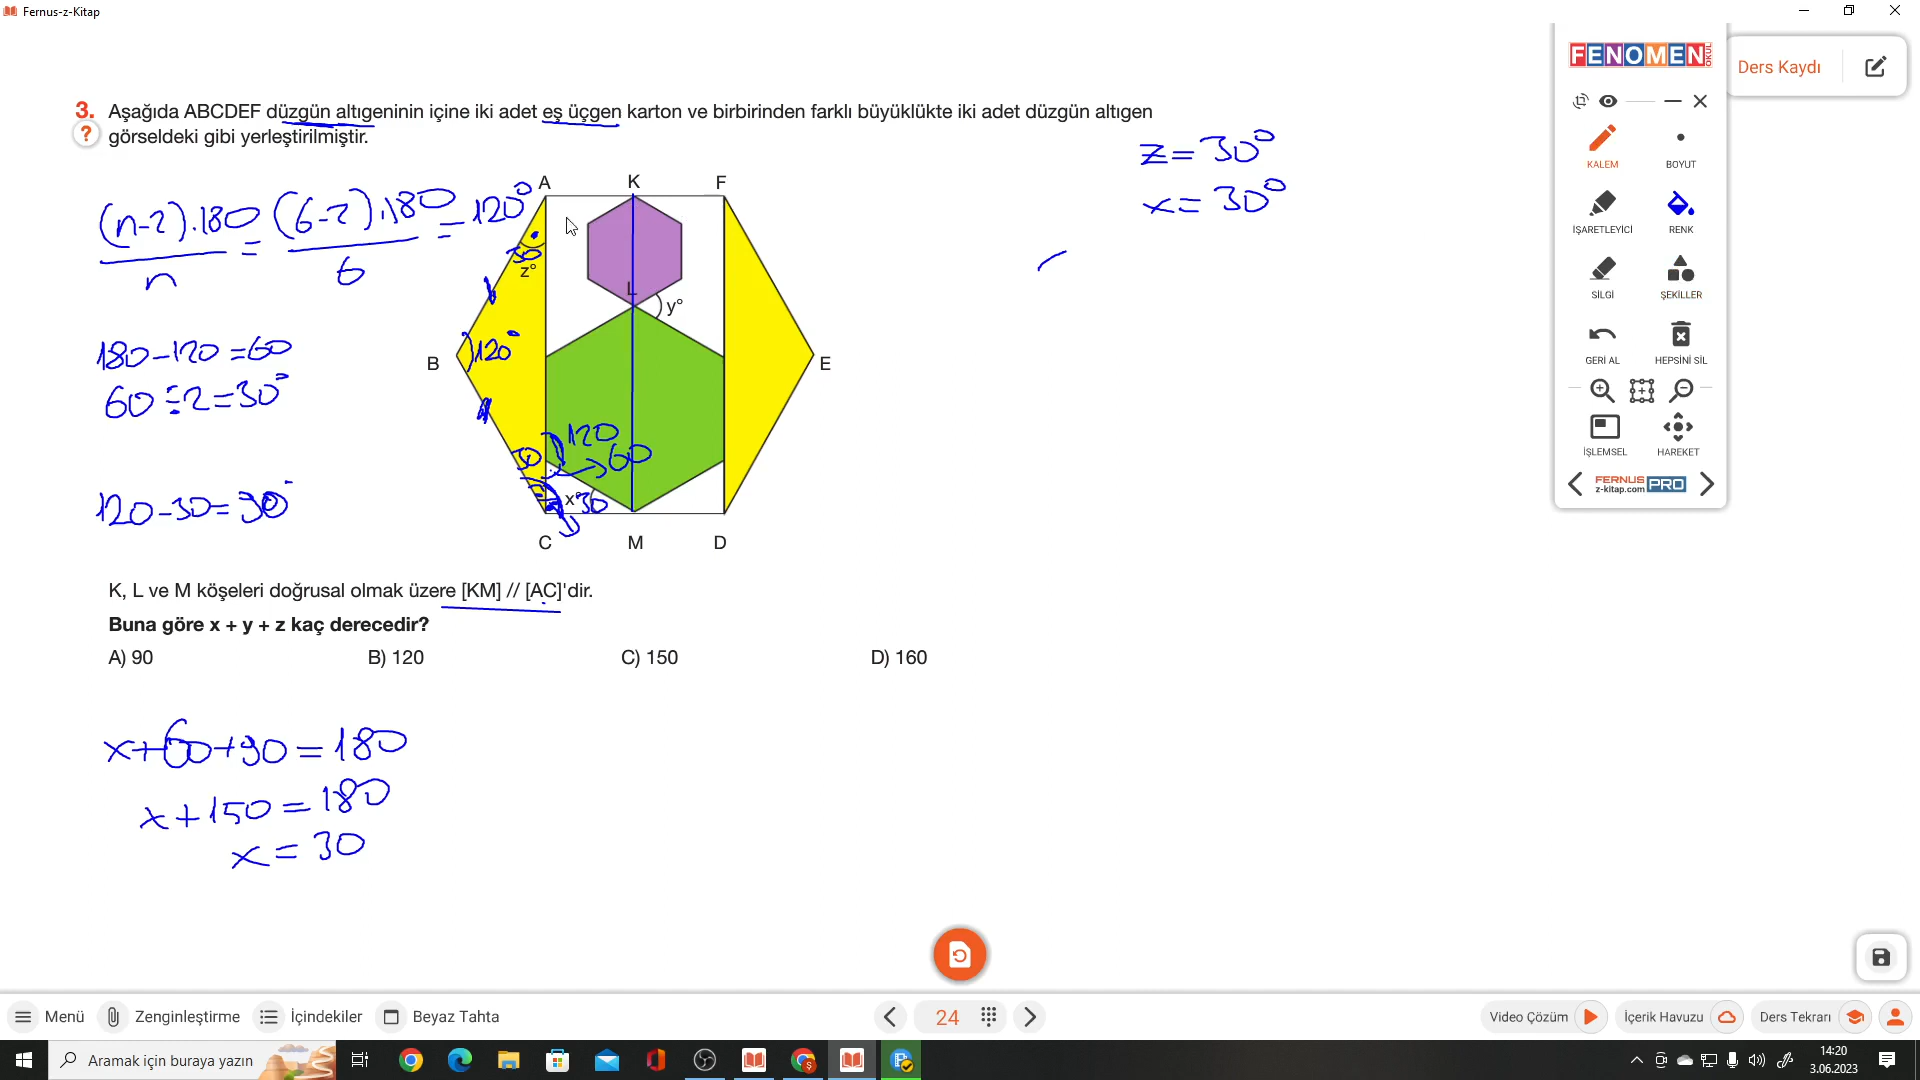 Fernus-z-Kitap
FENOMEN OKUL
Ders Kaydı
3. Aşağıda ABCDEF düzgün altıgeninin içine iki adet eş üçgen karton ve birbirinden farklı büyüklükte iki adet düzgün altıgen
? görseldeki gibi yerleştirilmiştir.
z = 30°
x = 30°
(n-2).180 / n = (6-2).180 / 6 = 120°
180-120=60
60÷2=30°
120-30=90°
A K F
30
z°
L
y°
B 120° E
120
30 60
x° 30
C M D
K, L ve M köşeleri doğrusal olmak üzere [KM] // [AC]'dir.
Buna göre x + y + z kaç derecedir?
A) 90 B) 120 C) 150 D) 160
x+60+90=180
x+150=180
x=30
KALEM BOYUT
İŞARETLEYİCİ RENK
SİLGİ ŞEKİLLER
GERİ AL HEPSİNİ SİL
İŞLEMSEL HAREKET
FERNUS z-kitap.com PRO
Menü Zenginleştirme İçindekiler Beyaz Tahta 24 Video Çözüm İçerik Havuzu Ders Tekrarı
Aramak için buraya yazın
14:20
3.06.2023